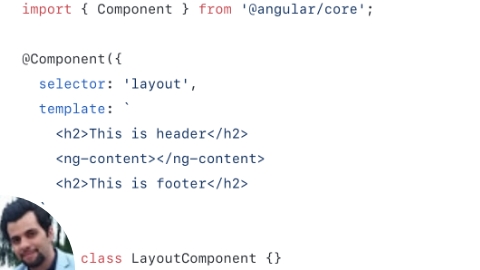 import { Component } from '@angular/core';
@Component({
selector: 'layout',
template: `
<h2>This is header</h2>
<ng-content></ng-content>
<h2>This is footer</h2>
`
class LayoutComponent {}